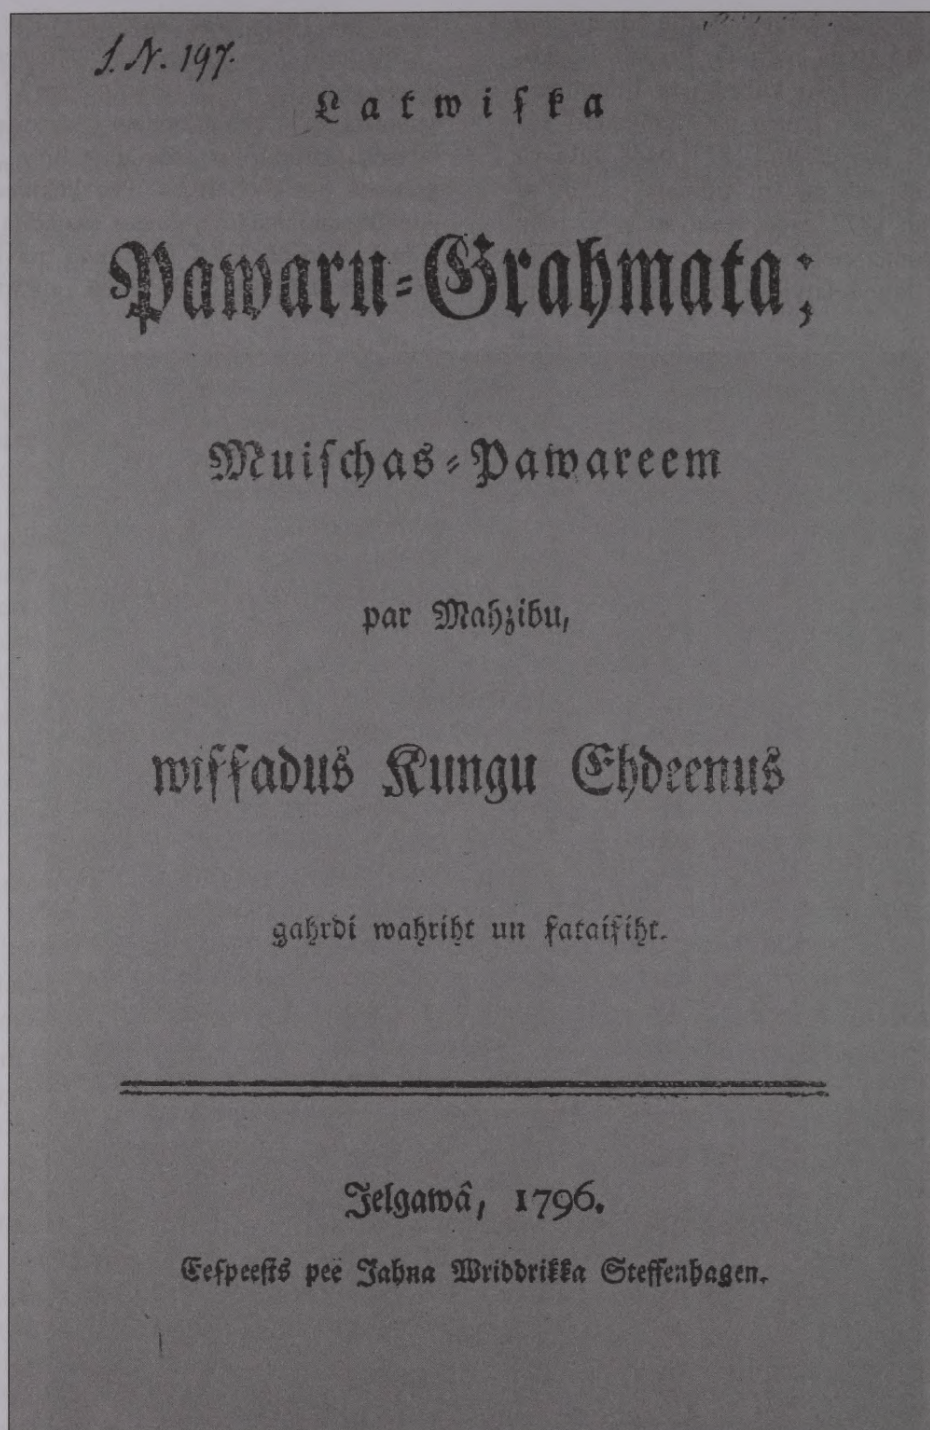 S. N. 197.
Latwiſka
Pawaru=Grahmata;
Muiſchas=Pawareem
par Mahzibu,
wiſſadus Kungu Ehdeenus
gahrdi wahriht un ſataiſiht.
Jelgawâ, 1796.
Eeſpeeſts pee Jahna Wriddrikka Steffenhagen.